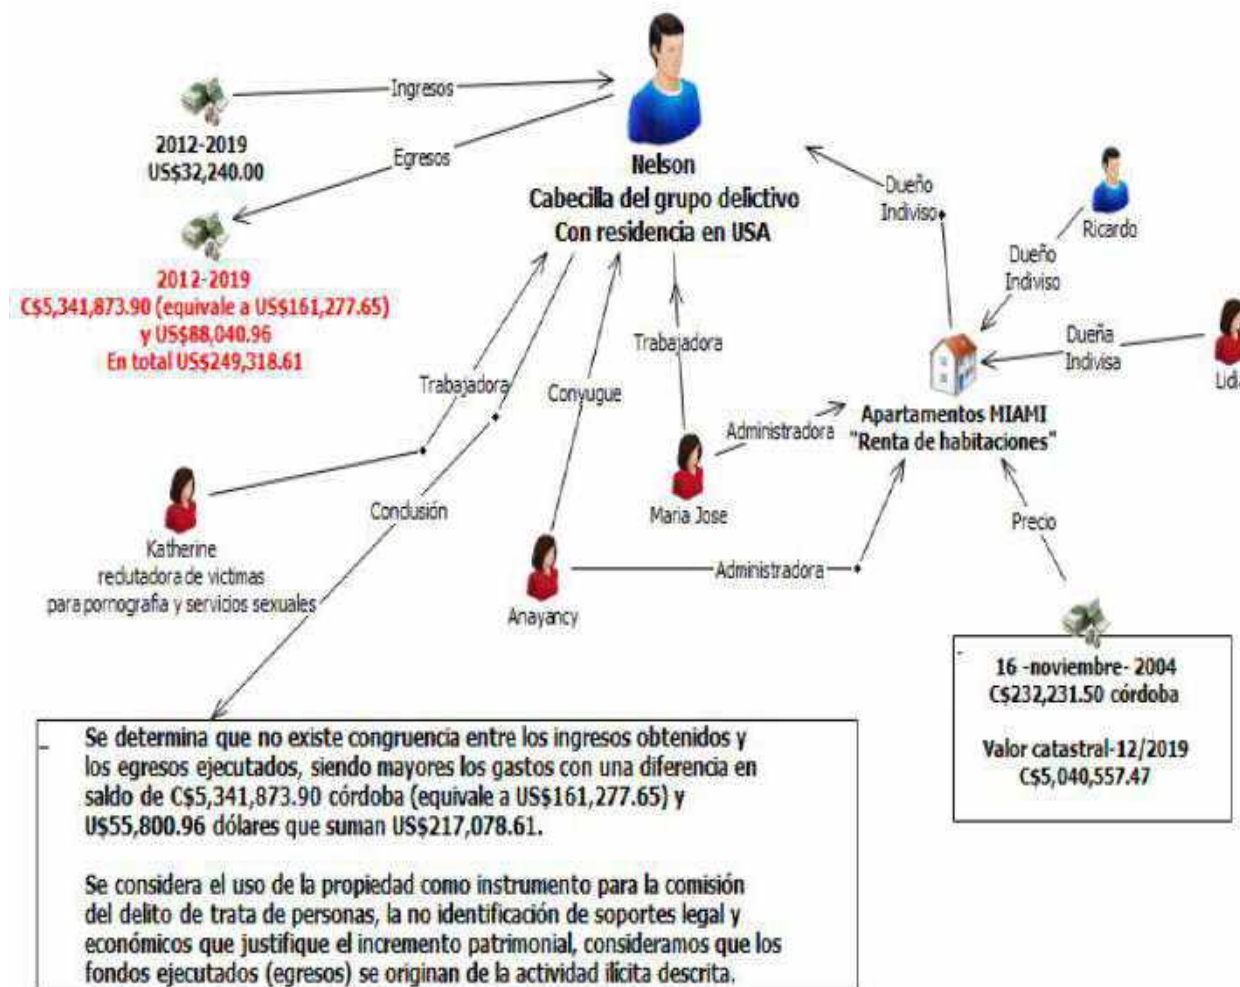 Ingresos
2012-2019
US$32,240.00
Egresos
2012-2019
C$5,341,873.90 (equivale a US$161,277.65)
y US$88,040.96
En total US$249,318.61
Nelson
Cabecilla del grupo delictivo
Con residencia en USA
Dueño
Indiviso
Ricardo
Dueño
Indiviso
Dueña
Indivisa
Apartamentos MIAMI
"Renta de habitaciones"
Trabajadora
Conyugue
Trabajadora
Administradora
Maria Jose
Katherine
reclutadora de victimas
para pornografia y servicios sexuales
Conclusión
Anayancy
Administradora
Precio
16 -noviembre- 2004
C$232,231.50 córdoba
Valor catastral-12/2019
C$5,040,557.47
Se determina que no existe congruencia entre los ingresos obtenidos y
los egresos ejecutados, siendo mayores los gastos con una diferencia en
saldo de C$5,341,873.90 córdoba (equivale a US$161,277.65) y
U$55,800.96 dólares que suman US$217,078.61.
Se considera el uso de la propiedad como instrumento para la comisión
del delito de trata de personas, la no identificación de soportes legal y
económicos que justifique el incremento patrimonial, consideramos que los
fondos ejecutados (egresos) se originan de la actividad ilícita descrita.